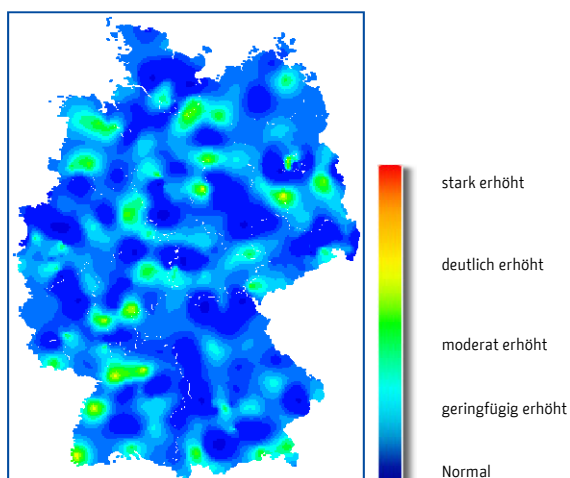 stark erhöht
deutlich erhöht
moderat erhöht
geringfügig erhöht
Normal